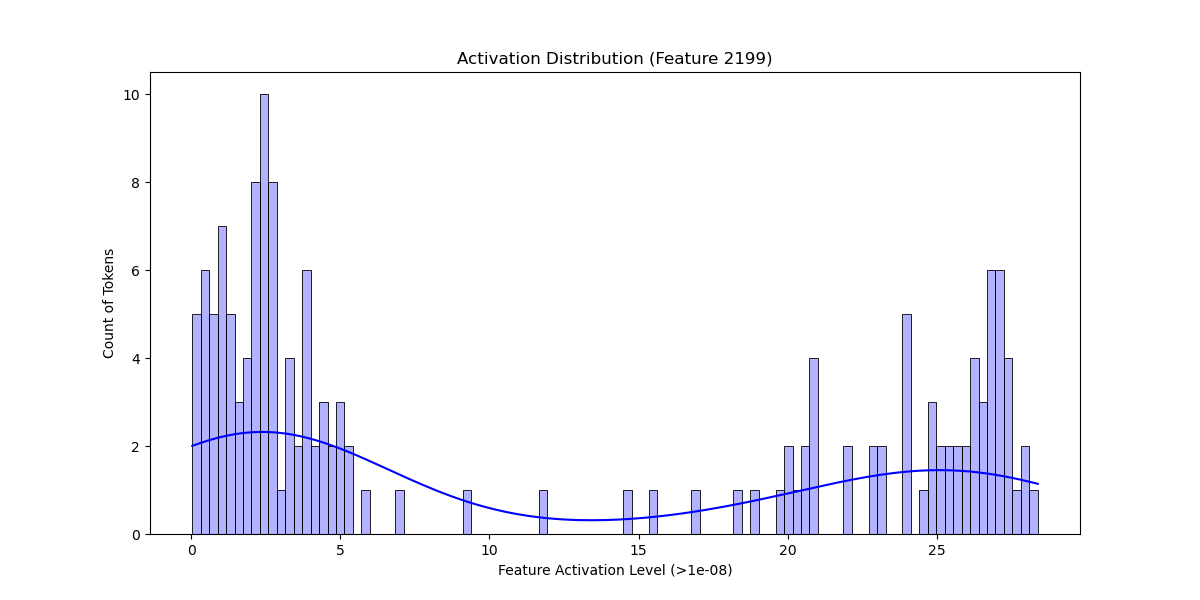 Activation Distribution (Feature 2199)
10
8
6
4
2
0
Count of Tokens
0 5 10 15 20 25
Feature Activation Level (>1e-08)